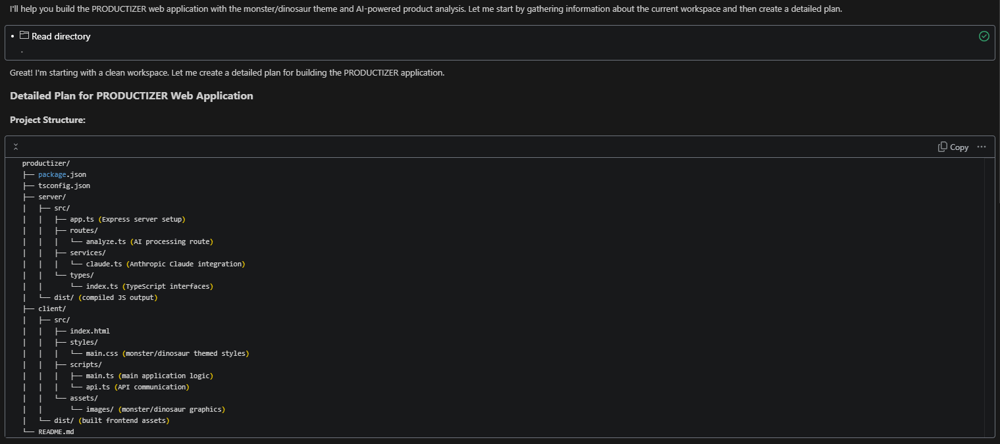 I'll help you build the PRODUCTIZER web application with the monster/dinosaur theme and AI-powered product analysis. Let me start by gathering information about the current workspace and then create a detailed plan.
• Read directory
.
Great! I'm starting with a clean workspace. Let me create a detailed plan for building the PRODUCTIZER application.
Detailed Plan for PRODUCTIZER Web Application
Project Structure:
Copy ···
productizer/
├── package.json
├── tsconfig.json
├── server/
│   ├── src/
│   │   ├── app.ts (Express server setup)
│   │   ├── routes/
│   │   │   └── analyze.ts (AI processing route)
│   │   ├── services/
│   │   │   └── claude.ts (Anthropic Claude integration)
│   │   └── types/
│   │       └── index.ts (TypeScript interfaces)
│   └── dist/ (compiled JS output)
├── client/
│   ├── src/
│   │   ├── index.html
│   │   ├── styles/
│   │   │   └── main.css (monster/dinosaur themed styles)
│   │   ├── scripts/
│   │   │   ├── main.ts (main application logic)
│   │   │   └── api.ts (API communication)
│   │   └── assets/
│   │       └── images/ (monster/dinosaur graphics)
│   └── dist/ (built frontend assets)
└── README.md